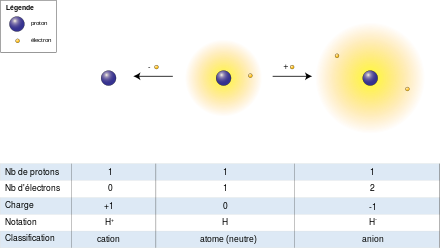 Légende
proton
électron
-
+
Nb de protons 1 1 1
Nb d'électrons 0 1 2
Charge +1 0 -1
Notation H⁺ H H⁻
Classification cation atome (neutre) anion